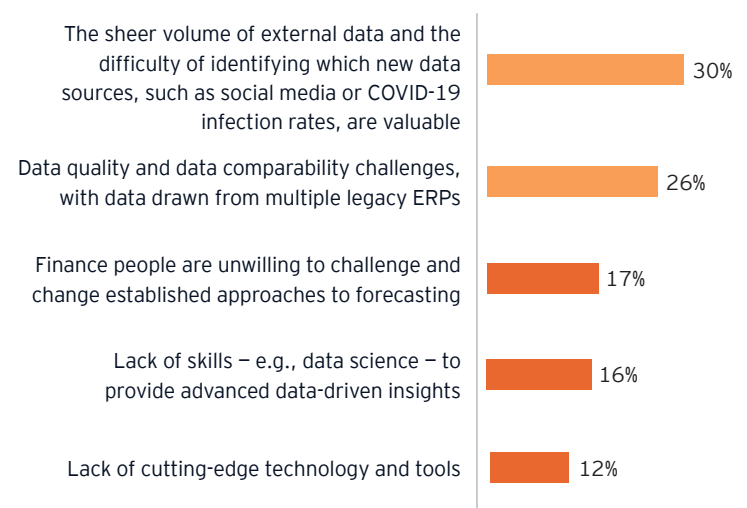 The sheer volume of external data and the
difficulty of identifying which new data
sources, such as social media or COVID-19
infection rates, are valuable
30%
Data quality and data comparability challenges,
with data drawn from multiple legacy ERPs
26%
Finance people are unwilling to challenge and
change established approaches to forecasting
17%
Lack of skills – e.g., data science – to
provide advanced data-driven insights
16%
Lack of cutting-edge technology and tools
12%